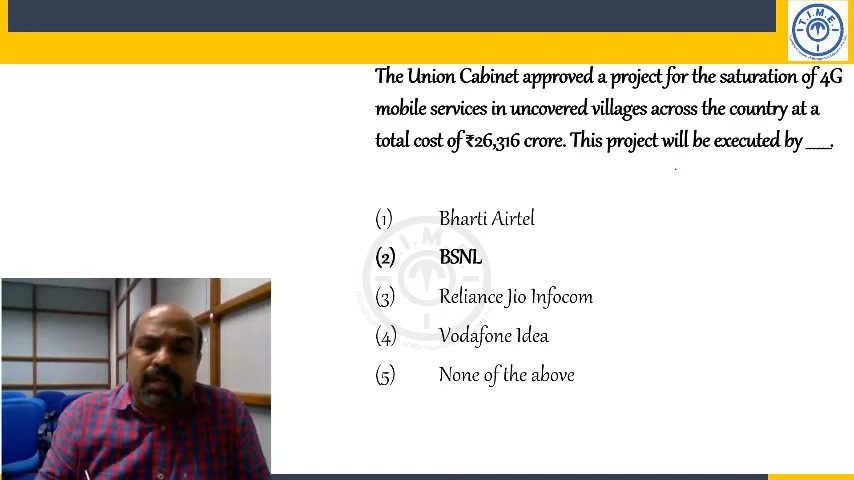 T.I.M.E.
The Union Cabinet approved a project for the saturation of 4G
mobile services in uncovered villages across the country at a
total cost of ₹26,316 crore. This project will be executed by ____.
(1) Bharti Airtel
(2) BSNL
(3) Reliance Jio Infocom
(4) Vodafone Idea
(5) None of the above